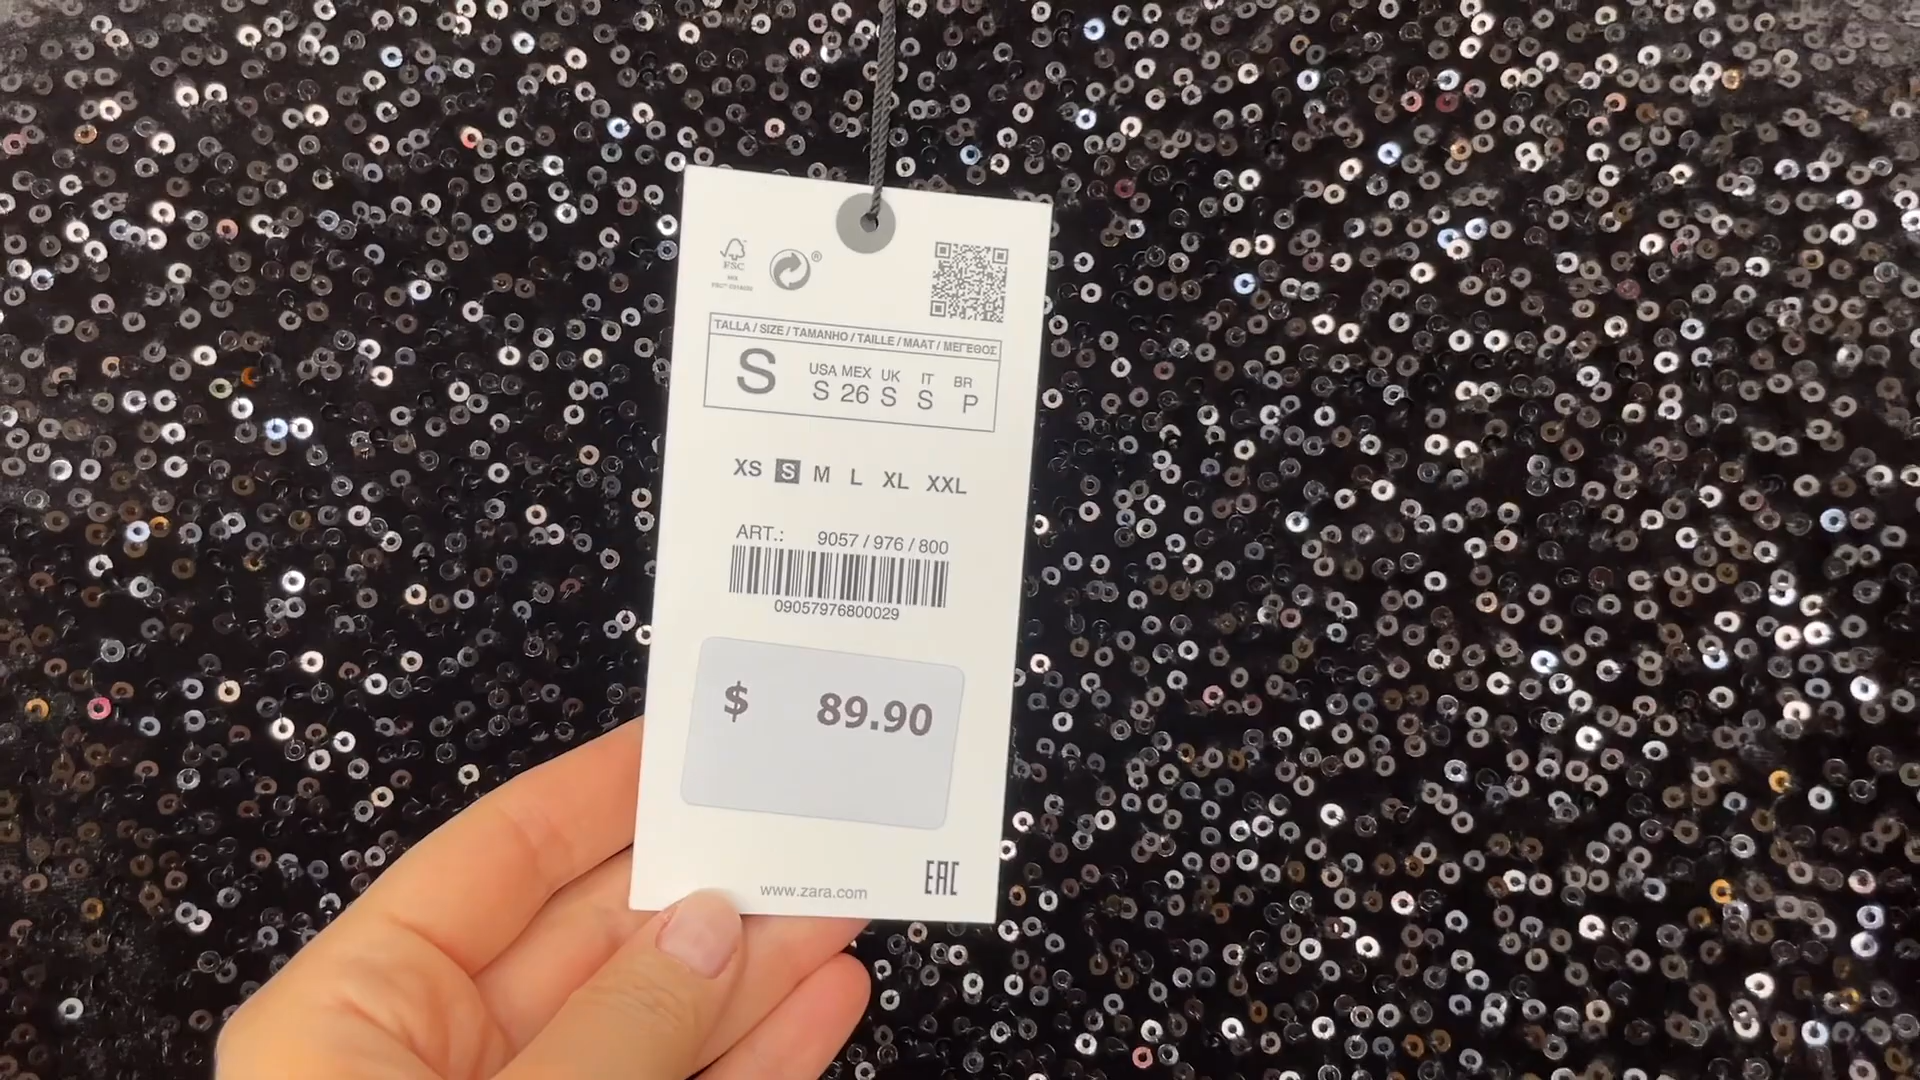 FSC
®
TALLA / SIZE / TAMANHO / TAILLE / MAAT / ΜΕΓΕΘΟΣ
S
USA MEX UK IT BR
S 26 S S P
XS S M L XL XXL
ART.: 9057 / 976 / 800
09057976800029
$ 89.90
www.zara.com
EAC